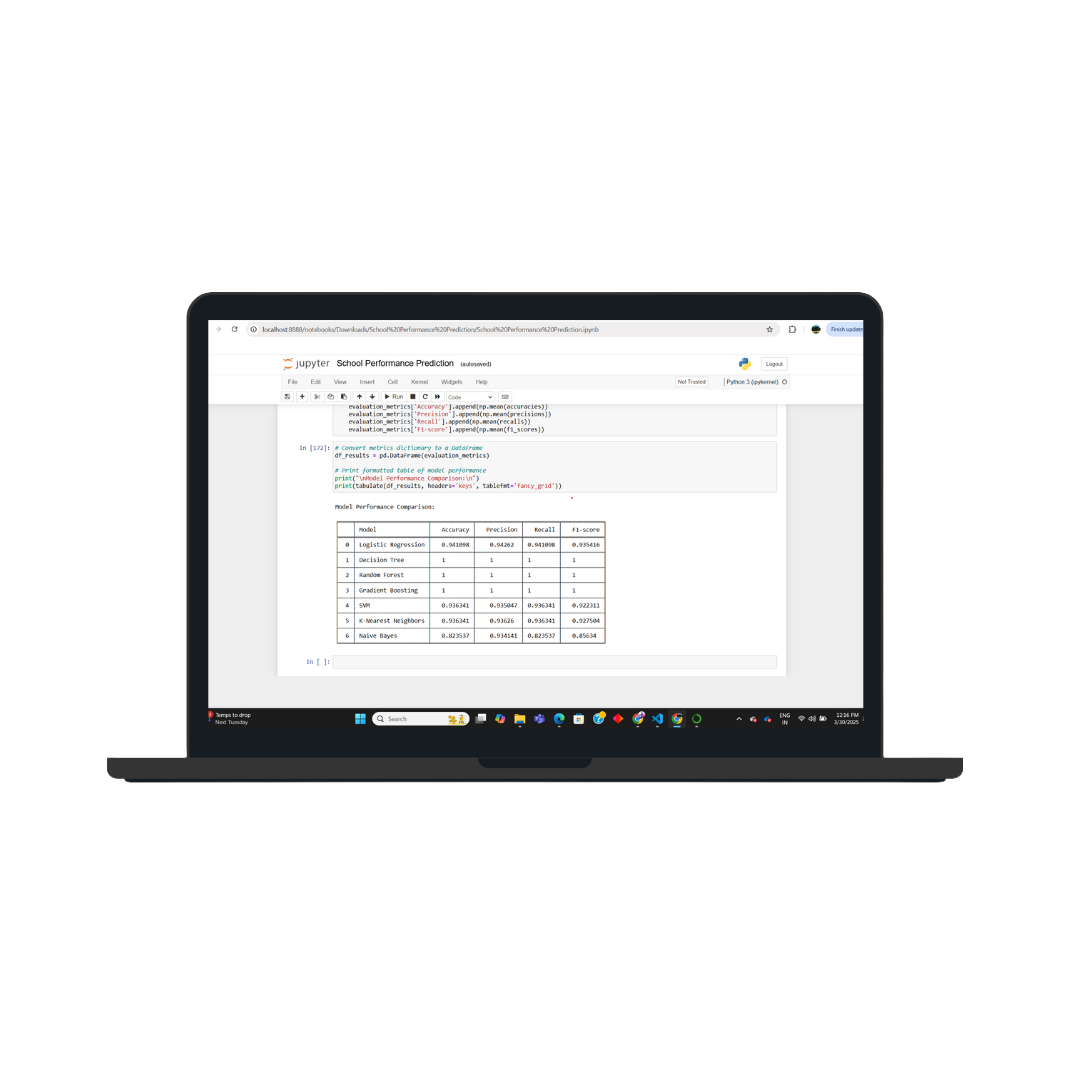 localhost:8888/notebooks/Downloads/School%20Performance%20Prediction/School%20Performance%20Prediction.ipynb Finish update
jupyter School Performance Prediction (autosaved) Logout
File Edit View Insert Cell Kernel Widgets Help Not Trusted Python 3 (ipykernel)
Run Code
evaluation_metrics['Accuracy'].append(np.mean(accuracies))
evaluation_metrics['Precision'].append(np.mean(precisions))
evaluation_metrics['Recall'].append(np.mean(recalls))
evaluation_metrics['F1-score'].append(np.mean(f1_scores))
In [172]: # Convert metrics dictionary to a DataFrame
df_results = pd.DataFrame(evaluation_metrics)
# Print formatted table of model performance
print("\nModel Performance Comparison:\n")
print(tabulate(df_results, headers='keys', tablefmt='fancy_grid'))
Model Performance Comparison:
Model Accuracy Precision Recall F1-score
0 Logistic Regression 0.941098 0.94262 0.941098 0.935416
1 Decision Tree 1 1 1 1
2 Random Forest 1 1 1 1
3 Gradient Boosting 1 1 1 1
4 SVM 0.936341 0.935047 0.936341 0.922311
5 K-Nearest Neighbors 0.936341 0.93626 0.936341 0.927504
6 Naive Bayes 0.823537 0.934141 0.823537 0.85634
In [ ]:
Temps to drop
Next Tuesday
Search
ENG
IN
12:16 PM
3/30/2025